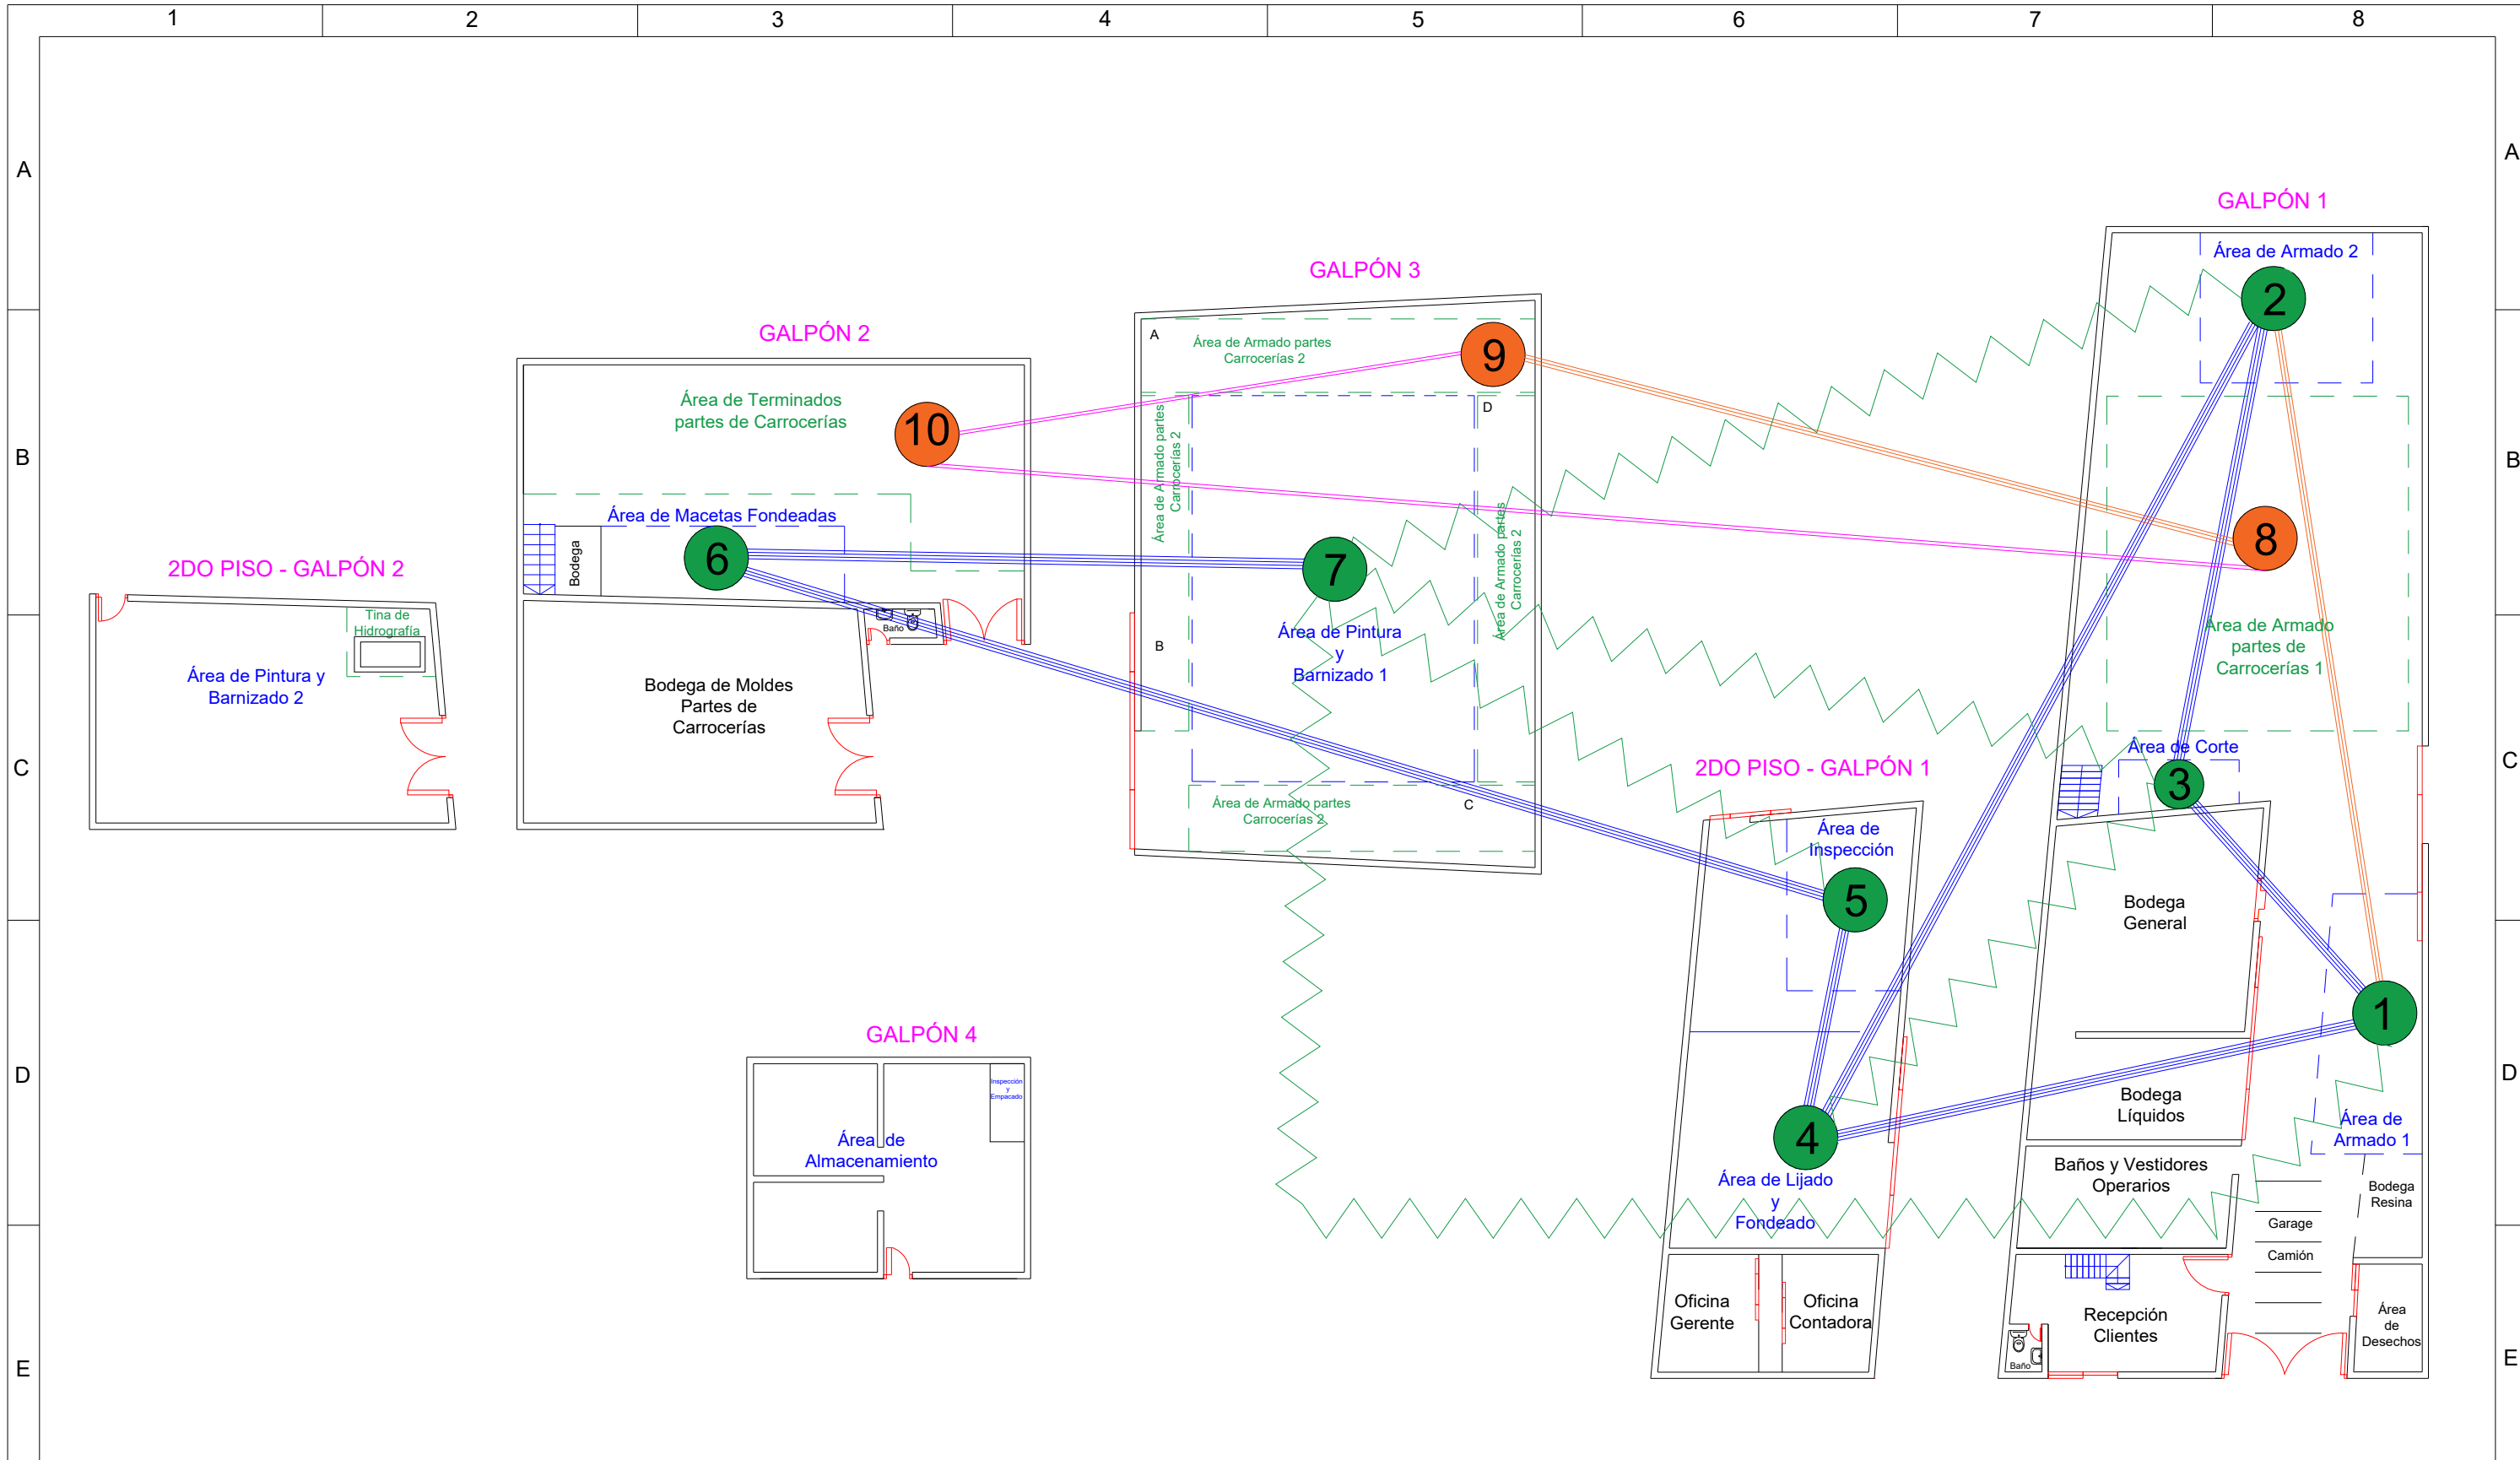 1 2 3 4 5 6 7 8
A
B
C
D
E
A
B
C
D
E
2DO PISO - GALPÓN 2
Tina de
Hidrografía
Área de Pintura y
Barnizado 2
GALPÓN 2
Área de Terminados
partes de Carrocerías
10
Área de Macetas Fondeadas
6
Bodega
Baño
Bodega de Moldes
Partes de
Carrocerías
GALPÓN 4
Inspección
y
Empacado
Área de
Almacenamiento
GALPÓN 3
A
Área de Armado partes
Carrocerías 2
9
D
Área de Armado partes
Carrocerías 2
Área de Armado partes
Carrocerías 2
7
Área de Pintura
y
Barnizado 1
B
Área de Armado partes
Carrocerías 2
C
2DO PISO - GALPÓN 1
Área de
Inspección
5
4
Área de Lijado
y
Fondeado
Oficina
Gerente
Oficina
Contadora
GALPÓN 1
Área de Armado 2
2
8
Área de Armado
partes de
Carrocerías 1
Área de Corte
3
Bodega
General
1
Bodega
Líquidos
Área de
Armado 1
Baños y Vestidores
Operarios
Bodega
Resina
Garage
Camión
Recepción
Clientes
Área
de
Desechos
Baño